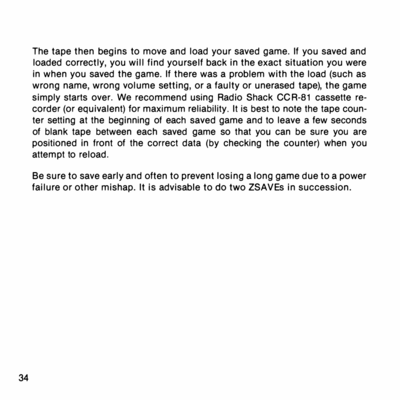 The tape then begins to move and load your saved game. If you saved and
loaded correctly, you will find yourself back in the exact situation you were
in when you saved the game. If there was a problem with the load (such as
wrong name, wrong volume setting, or a faulty or unerased tape), the game
simply starts over. We recommend using Radio Shack CCR-81 cassette re-
corder (or equivalent) for maximum reliability. It is best to note the tape coun-
ter setting at the beginning of each saved game and to leave a few seconds
of blank tape between each saved game so that you can be sure you are
positioned in front of the correct data (by checking the counter) when you
attempt to reload.
Be sure to save early and often to prevent losing a long game due to a power
failure or other mishap. It is advisable to do two ZSAVEs in succession.
34